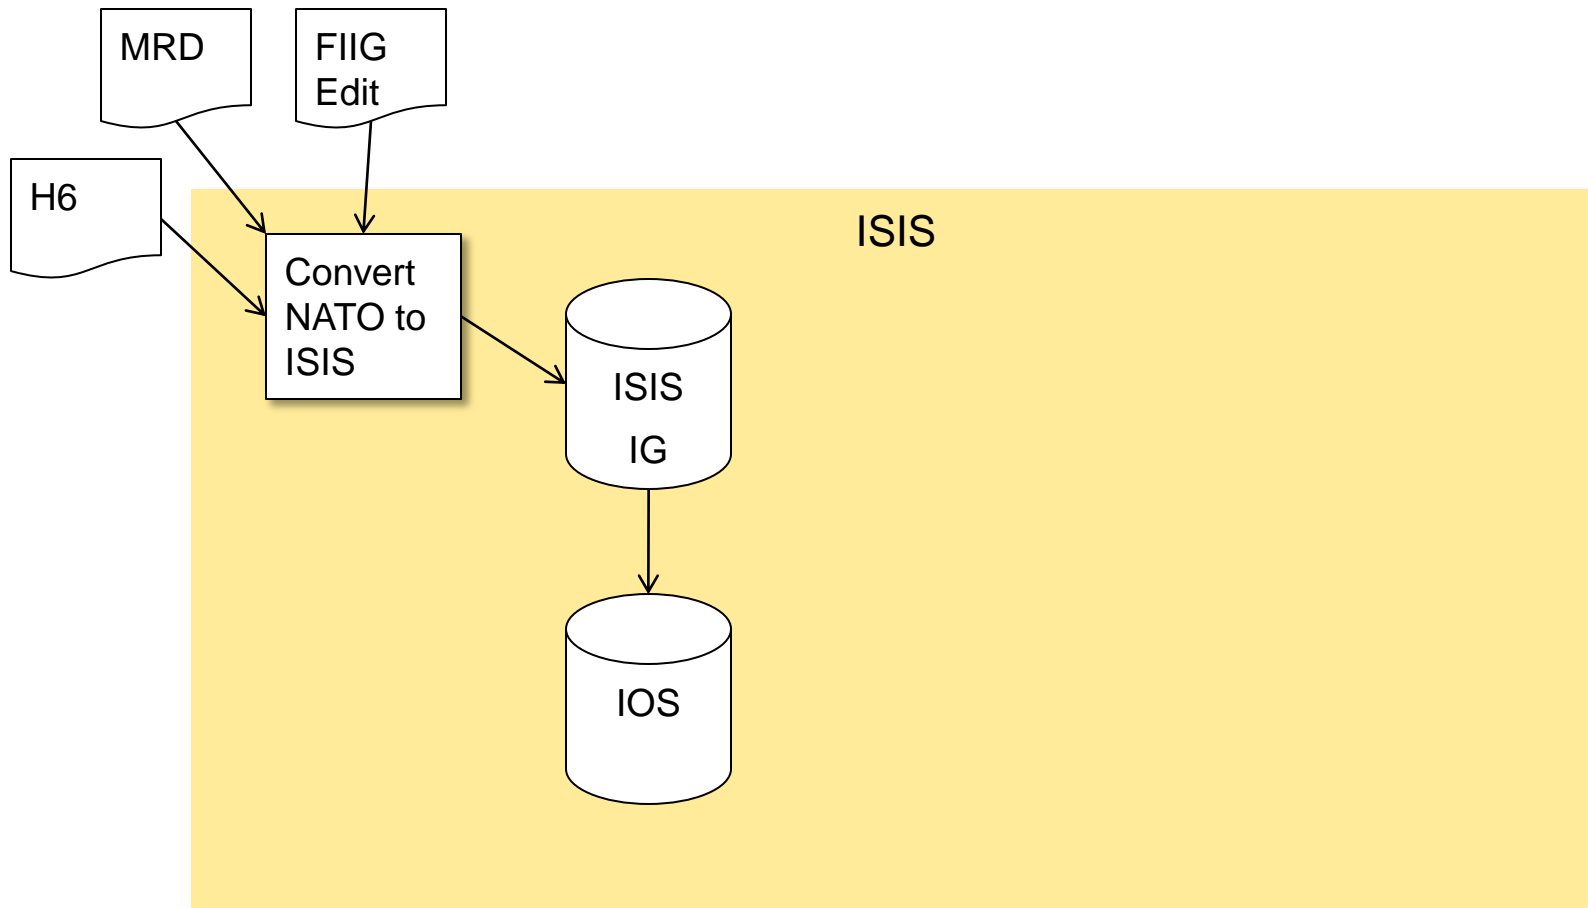 MRD
FIIG
Edit
H6
ISIS
Convert
NATO to
ISIS
ISIS
IG
IOS